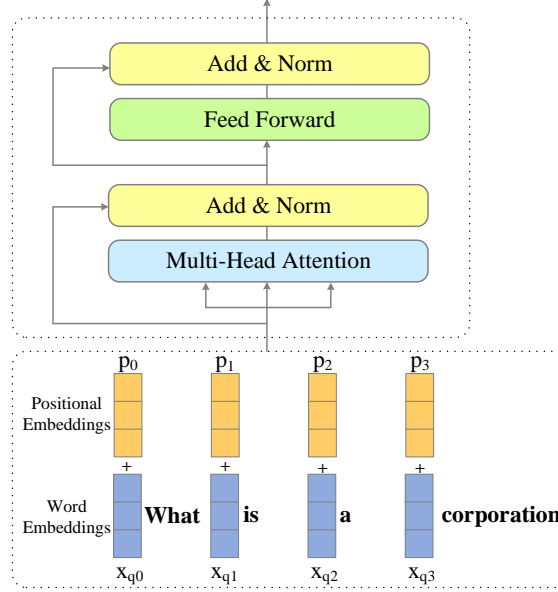 Add & Norm
Feed Forward
Add & Norm
Multi-Head Attention
p0 p1 p2 p3
Positional
Embeddings
+ + + +
Word
Embeddings
What is a corporation
xq0 xq1 xq2 xq3